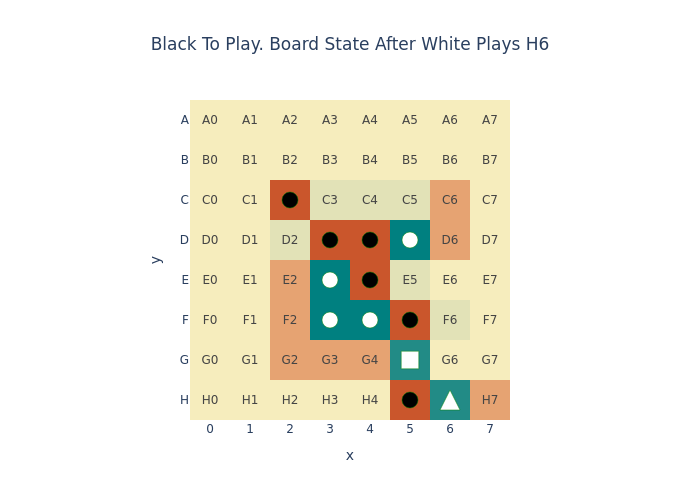 Black To Play. Board State After White Plays H6
A A0 A1 A2 A3 A4 A5 A6 A7
B B0 B1 B2 B3 B4 B5 B6 B7
C C0 C1 C3 C4 C5 C6 C7
D D0 D1 D2 D6 D7
y
E E0 E1 E2 E5 E6 E7
F F0 F1 F2 F6 F7
G G0 G1 G2 G3 G4 G6 G7
H H0 H1 H2 H3 H4 H7
0 1 2 3 4 5 6 7
x